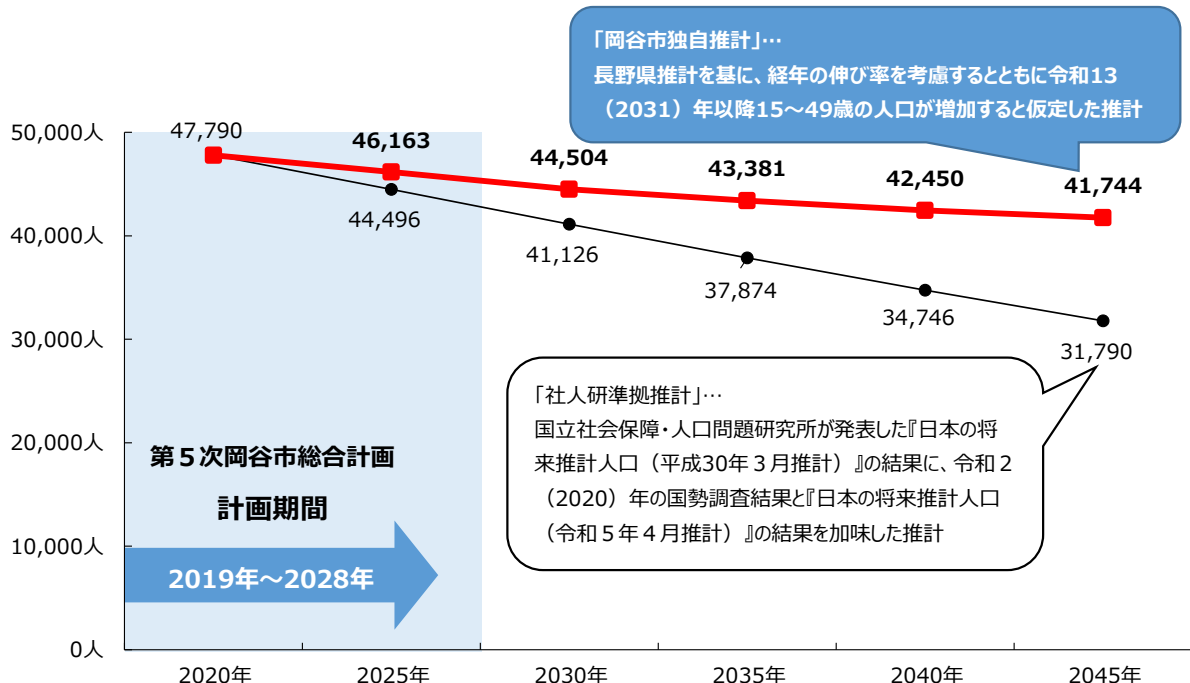 「岡谷市独自推計」…
長野県推計を基に、経年の伸び率を考慮するとともに令和13
（2031）年以降15～49歳の人口が増加すると仮定した推計
50,000人
40,000人
30,000人
20,000人
10,000人
0人
47,790
46,163
44,504
43,381
42,450
41,744
44,496
41,126
37,874
34,746
31,790
「社人研準拠推計」…
国立社会保障・人口問題研究所が発表した『日本の将
来推計人口（平成30年３月推計）』の結果に、令和２
（2020）年の国勢調査結果と『日本の将来推計人口
（令和５年４月推計）』の結果を加味した推計
第５次岡谷市総合計画
計画期間
2019年～2028年
2020年
2025年
2030年
2035年
2040年
2045年